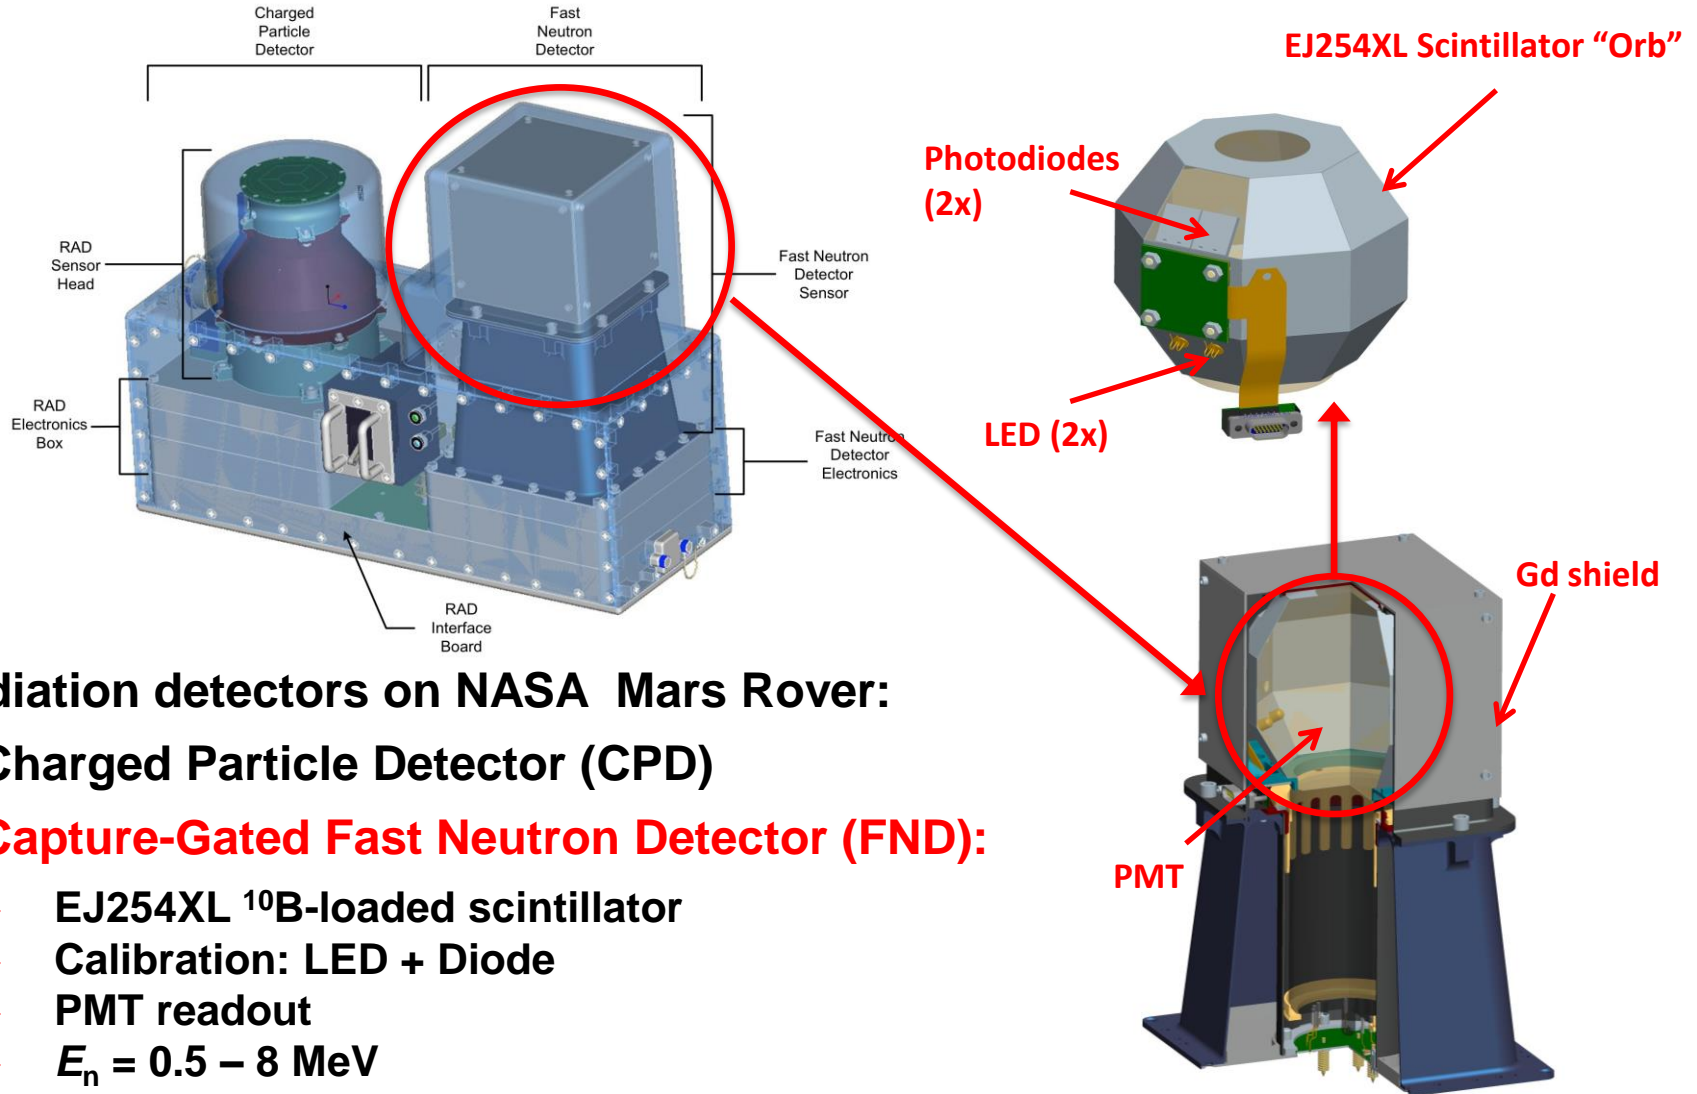 Charged
Particle
Detector
Fast
Neutron
Detector
EJ254XL Scintillator “Orb”
Photodiodes
(2x)
RAD
Sensor
Head
Fast Neutron
Detector
Sensor
RAD
Electronics
Box
LED (2x)
Fast Neutron
Detector
Electronics
RAD
Interface
Board
Gd shield
PMT
diation detectors on NASA Mars Rover:
Charged Particle Detector (CPD)
Capture-Gated Fast Neutron Detector (FND):
EJ254XL ¹⁰B-loaded scintillator
Calibration: LED + Diode
PMT readout
Eₙ = 0.5 – 8 MeV